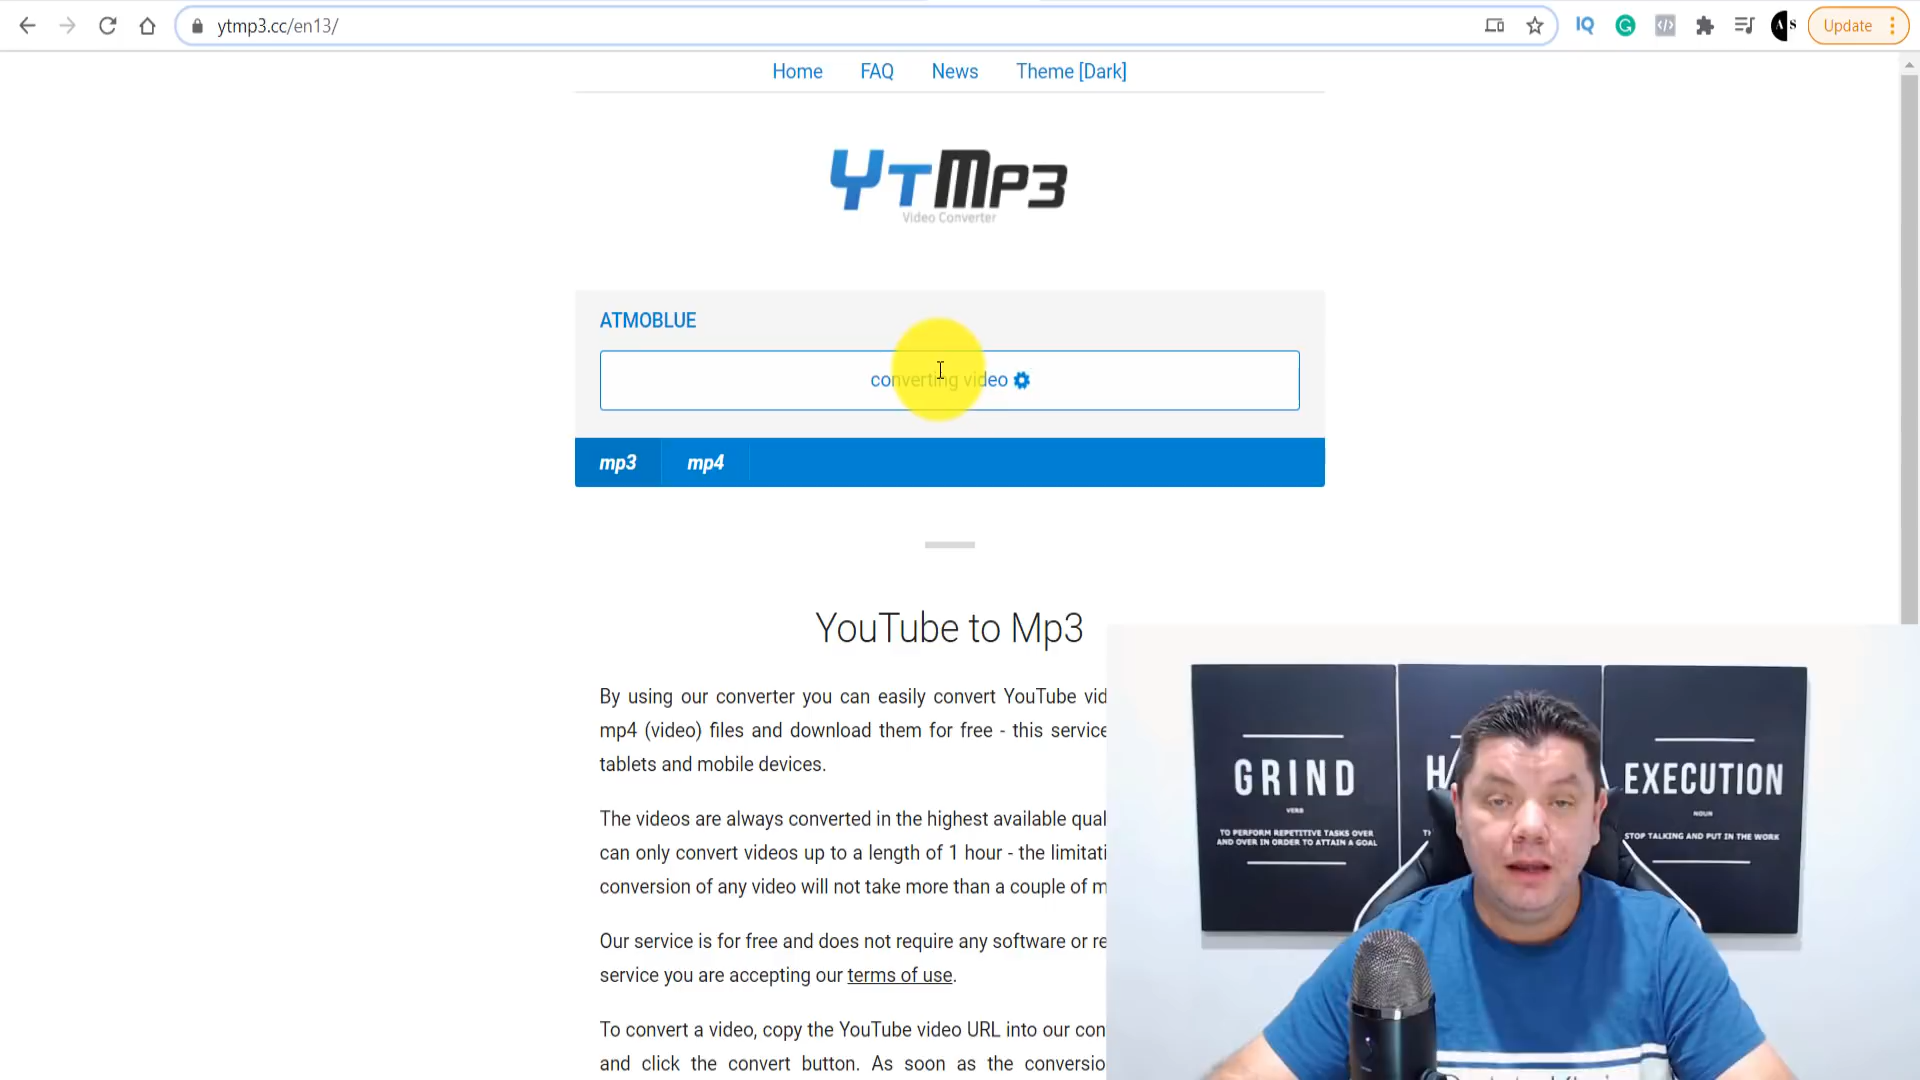 ytmp3.cc/en13/
Update
Home FAQ News Theme [Dark]
YTMP3
Video Converter
ATMOBLUE
converting video
mp3 mp4
YouTube to Mp3
By using our converter you can easily convert YouTube vid
mp4 (video) files and download them for free - this service
tablets and mobile devices.
The videos are always converted in the highest available qual
can only convert videos up to a length of 1 hour - the limitati
conversion of any video will not take more than a couple of m
Our service is for free and does not require any software or re
service you are accepting our terms of use.
To convert a video, copy the YouTube video URL into our con
and click the convert button. As soon as the conversio
GRIND
VERB
TO PERFORM REPETITIVE TASKS OVER
AND OVER IN ORDER TO ATTAIN A GOAL
H
TH
EXECUTION
NOUN
STOP TALKING AND PUT IN THE WORK